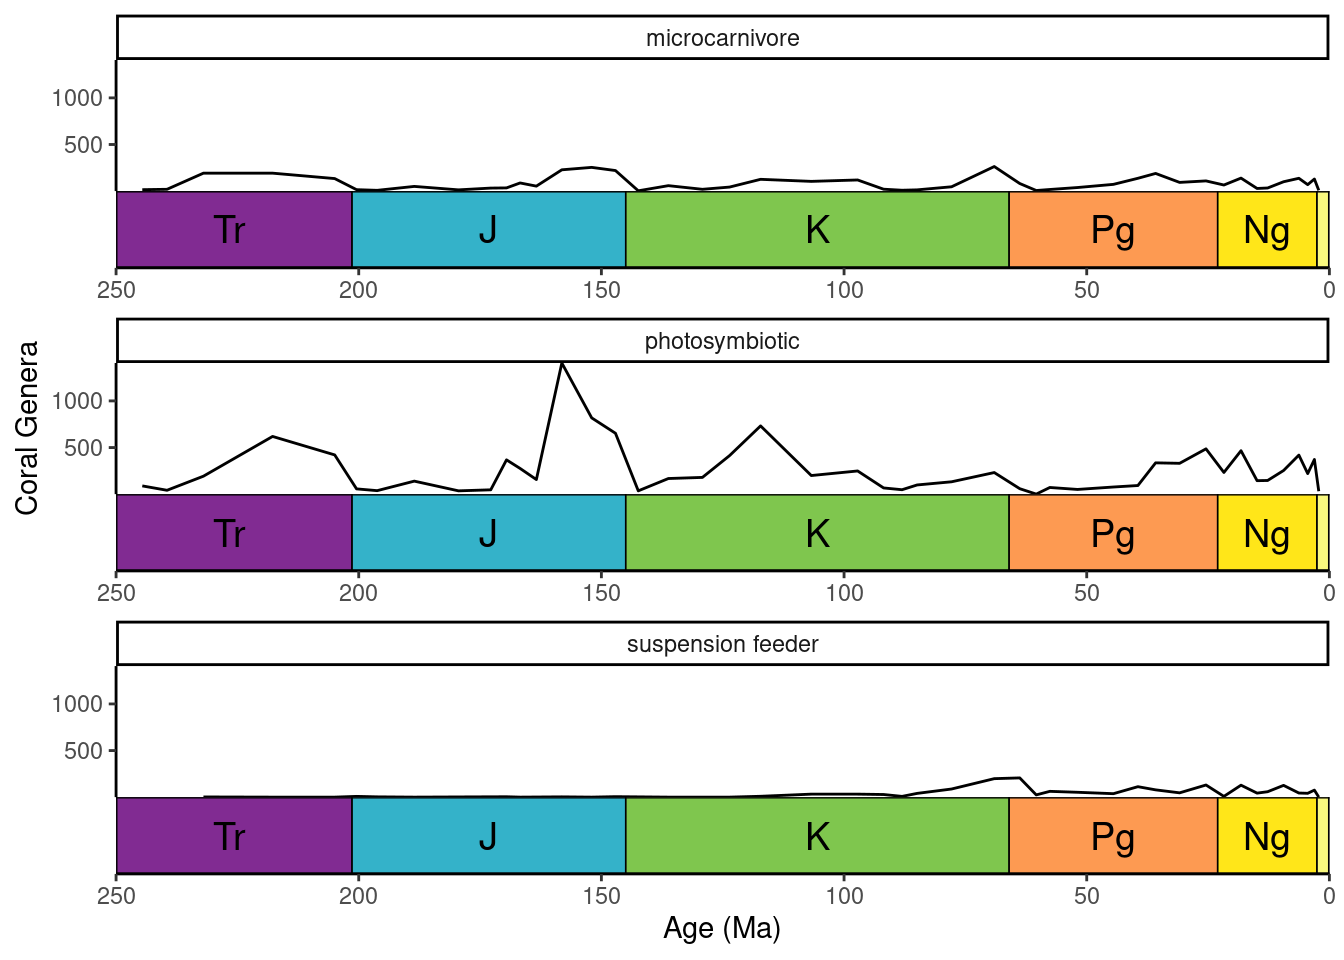 microcarnivore
1000
500
Tr J K Pg Ng
250 200 150 100 50 0
photosymbiotic
1000
500
Tr J K Pg Ng
250 200 150 100 50 0
suspension feeder
1000
500
Tr J K Pg Ng
250 200 150 100 50 0
Coral Genera
Age (Ma)